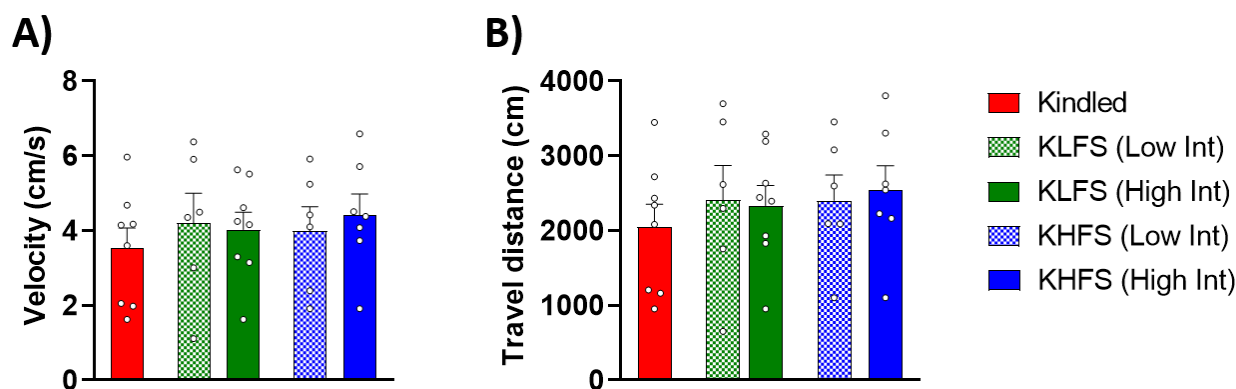 A)
Velocity (cm/s)
8
6
4
2
0
B)
Travel distance (cm)
4000
3000
2000
1000
0
Kindled
KLFS (Low Int)
KLFS (High Int)
KHFS (Low Int)
KHFS (High Int)